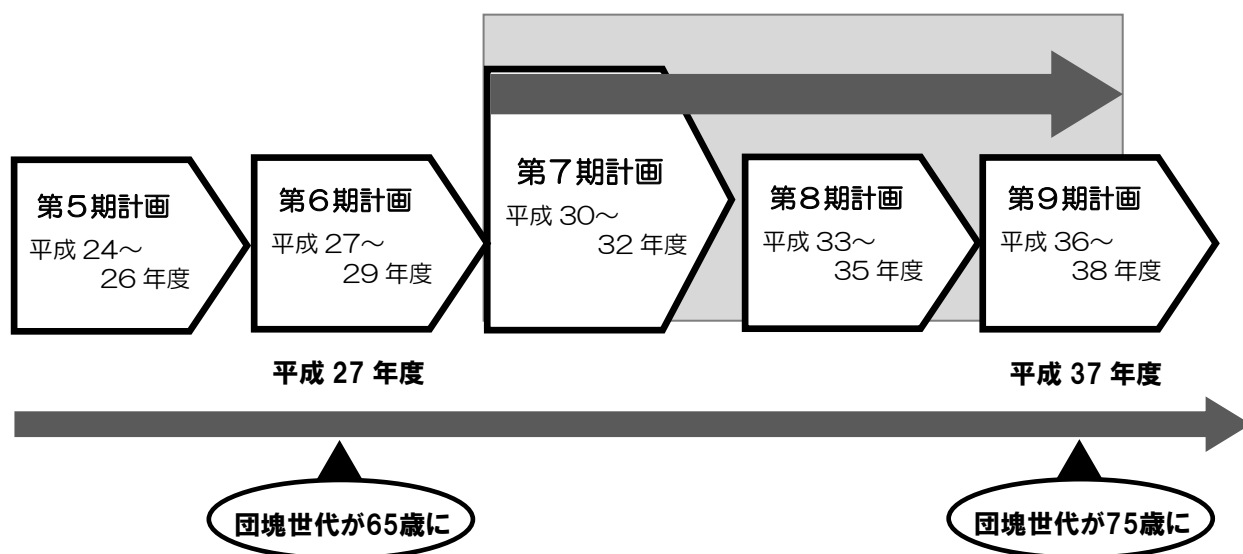 第5期計画
平成 24～
26 年度
第6期計画
平成 27～
29 年度
第7期計画
平成 30～
32 年度
第8期計画
平成 33～
35 年度
第9期計画
平成 36～
38 年度
平成 27 年度
平成 37 年度
団塊世代が65歳に
団塊世代が75歳に